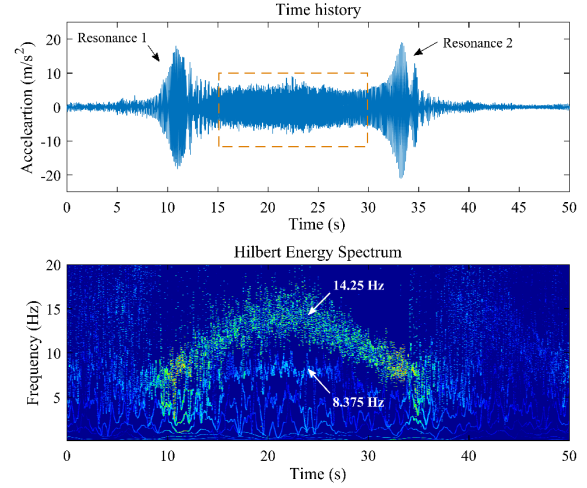 Time history
Resonance 1
Resonance 2
Accelcartion (m/s²)
20
10
0
-10
-20
0 5 10 15 20 25 30 35 40 45 50
Time (s)
Hilbert Energy Spectrum
14.25 Hz
8.375 Hz
Frequency (Hz)
20
15
10
5
0 10 20 30 40 50
Time (s)